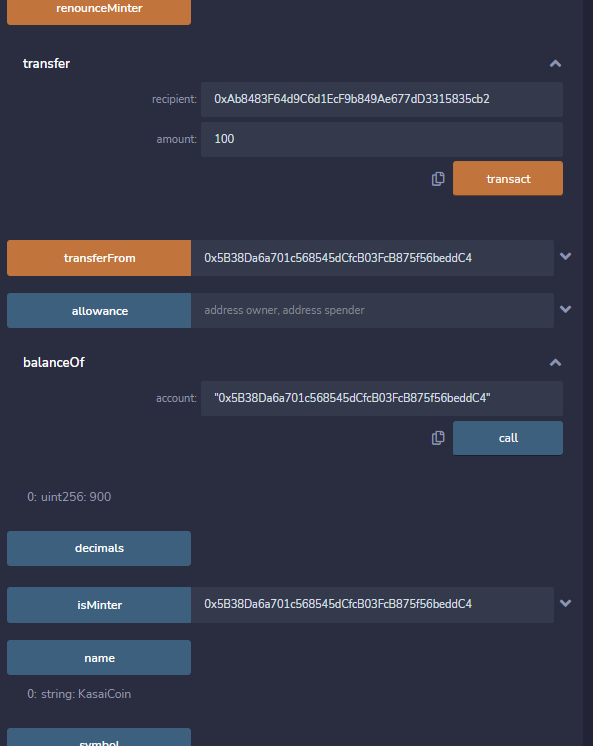 renounceMinter
transfer
recipient: 0xAb8483F64d9C6d1EcF9b849Ae677dD3315835cb2
amount: 100
transact
transferFrom 0x5B38Da6a701c568545dCfcB03FcB875f56beddC4
allowance address owner, address spender
balanceOf
account: "0x5B38Da6a701c568545dCfcB03FcB875f56beddC4"
call
0: uint256: 900
decimals
isMinter 0x5B38Da6a701c568545dCfcB03FcB875f56beddC4
name
0: string: KasaiCoin
symbol